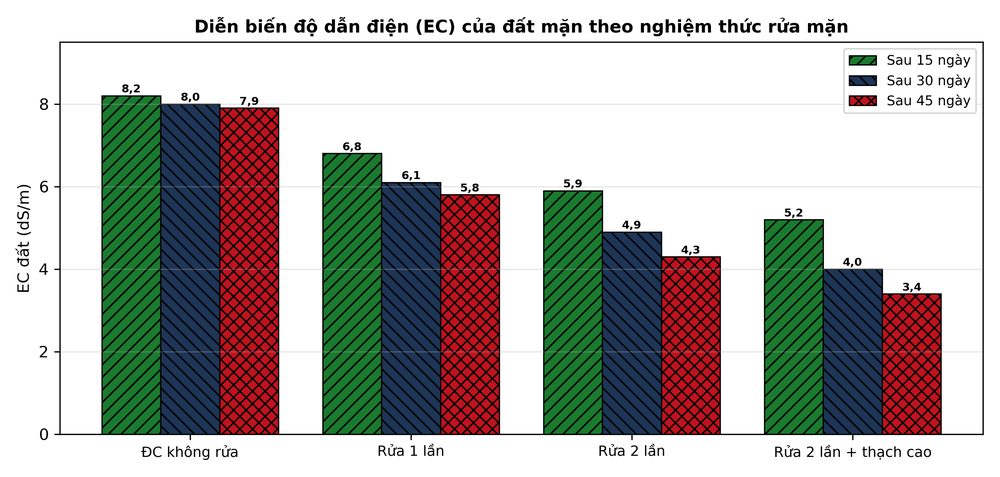 Diễn biến độ dẫn điện (EC) của đất mặn theo nghiệm thức rửa mặn
Sau 15 ngày
Sau 30 ngày
Sau 45 ngày
EC đất (dS/m)
8
6
4
2
0
8,2
8,0
7,9
6,8
6,1
5,8
5,9
4,9
4,3
5,2
4,0
3,4
ĐC không rửa
Rửa 1 lần
Rửa 2 lần
Rửa 2 lần + thạch cao